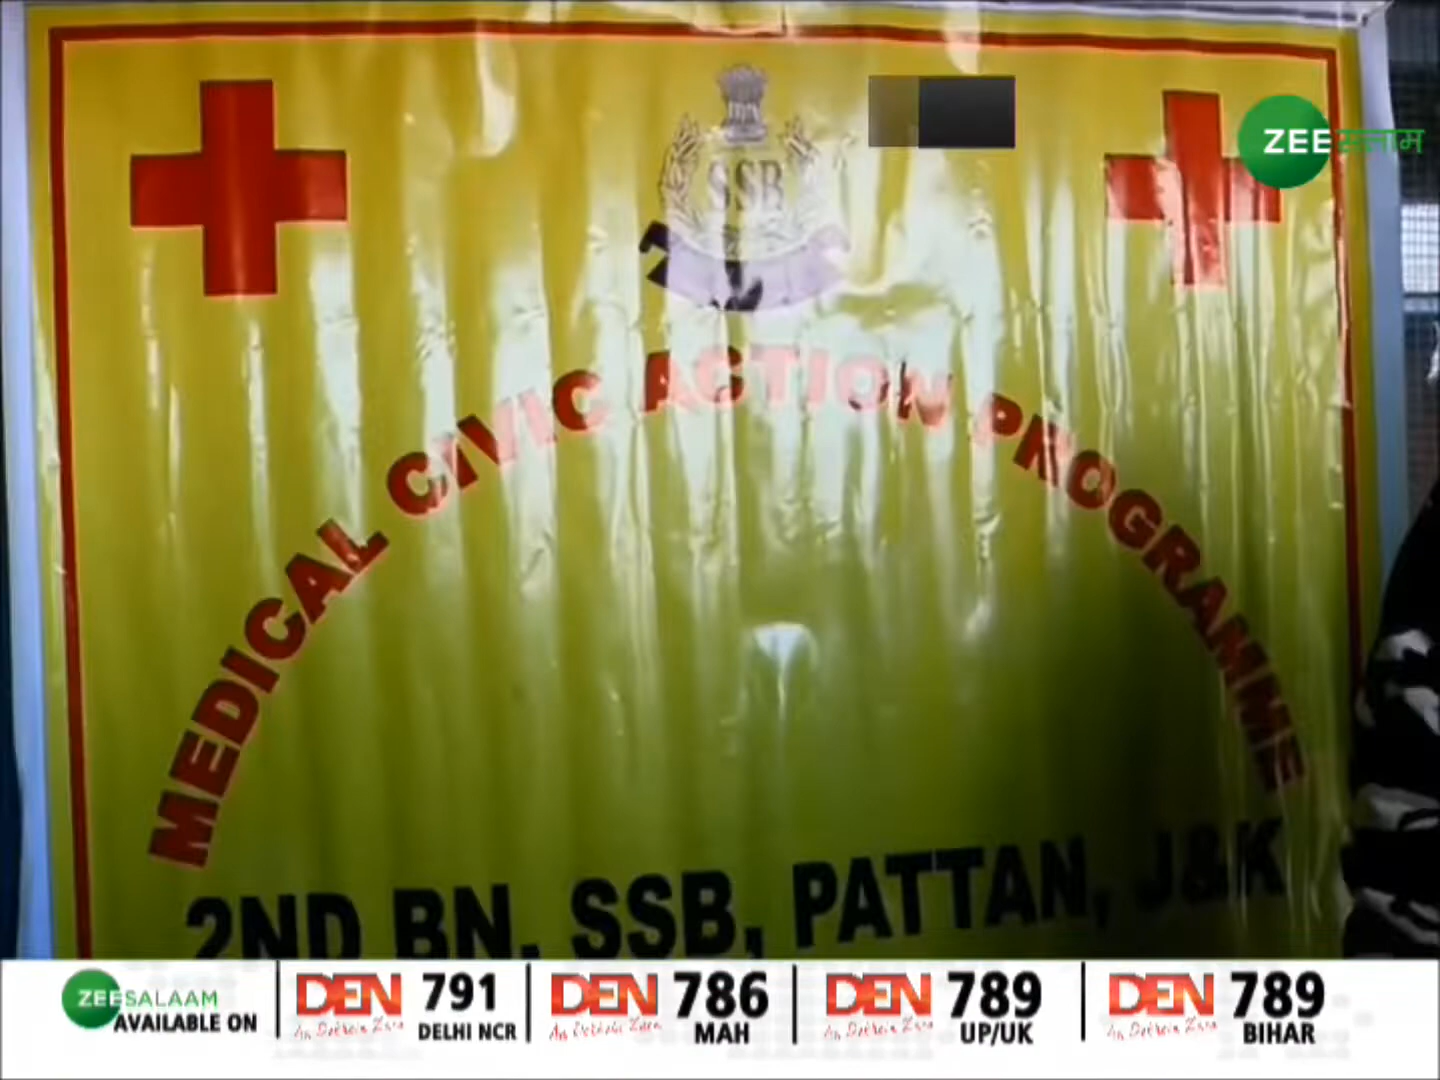 SSB
ZEE सलाम
MEDICAL CIVIC ACTION PROGRAMME
2ND BN. SSB, PATTAN, J&K
ZEE SALAAM
AVAILABLE ON
DEN 791
DELHI NCR
DEN 786
MAH
DEN 789
UP/UK
DEN 789
BIHAR